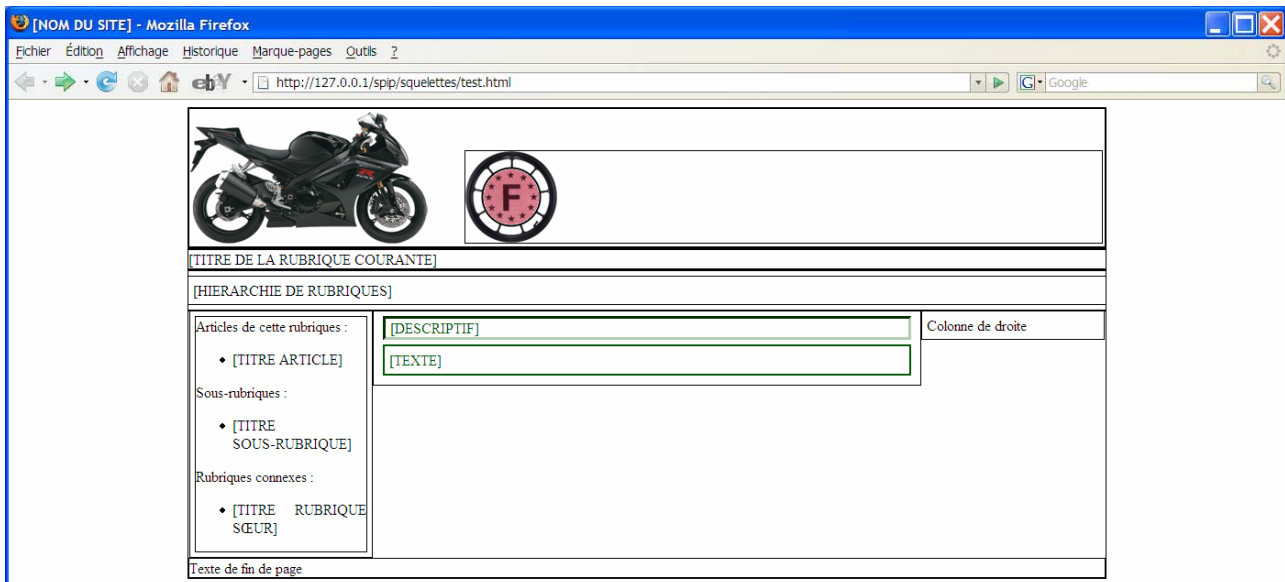 [NOM DU SITE] - Mozilla Firefox
Fichier Édition Affichage Historique Marque-pages Outils ?
ebY http://127.0.0.1/spip/squelettes/test.html G Google
R
F
[TITRE DE LA RUBRIQUE COURANTE]
[HIERARCHIE DE RUBRIQUES]
Articles de cette rubriques :
[TITRE ARTICLE]
Sous-rubriques :
[TITRE
SOUS-RUBRIQUE]
Rubriques connexes :
[TITRE RUBRIQUE
SŒUR]
[DESCRIPTIF]
[TEXTE]
Colonne de droite
Texte de fin de page